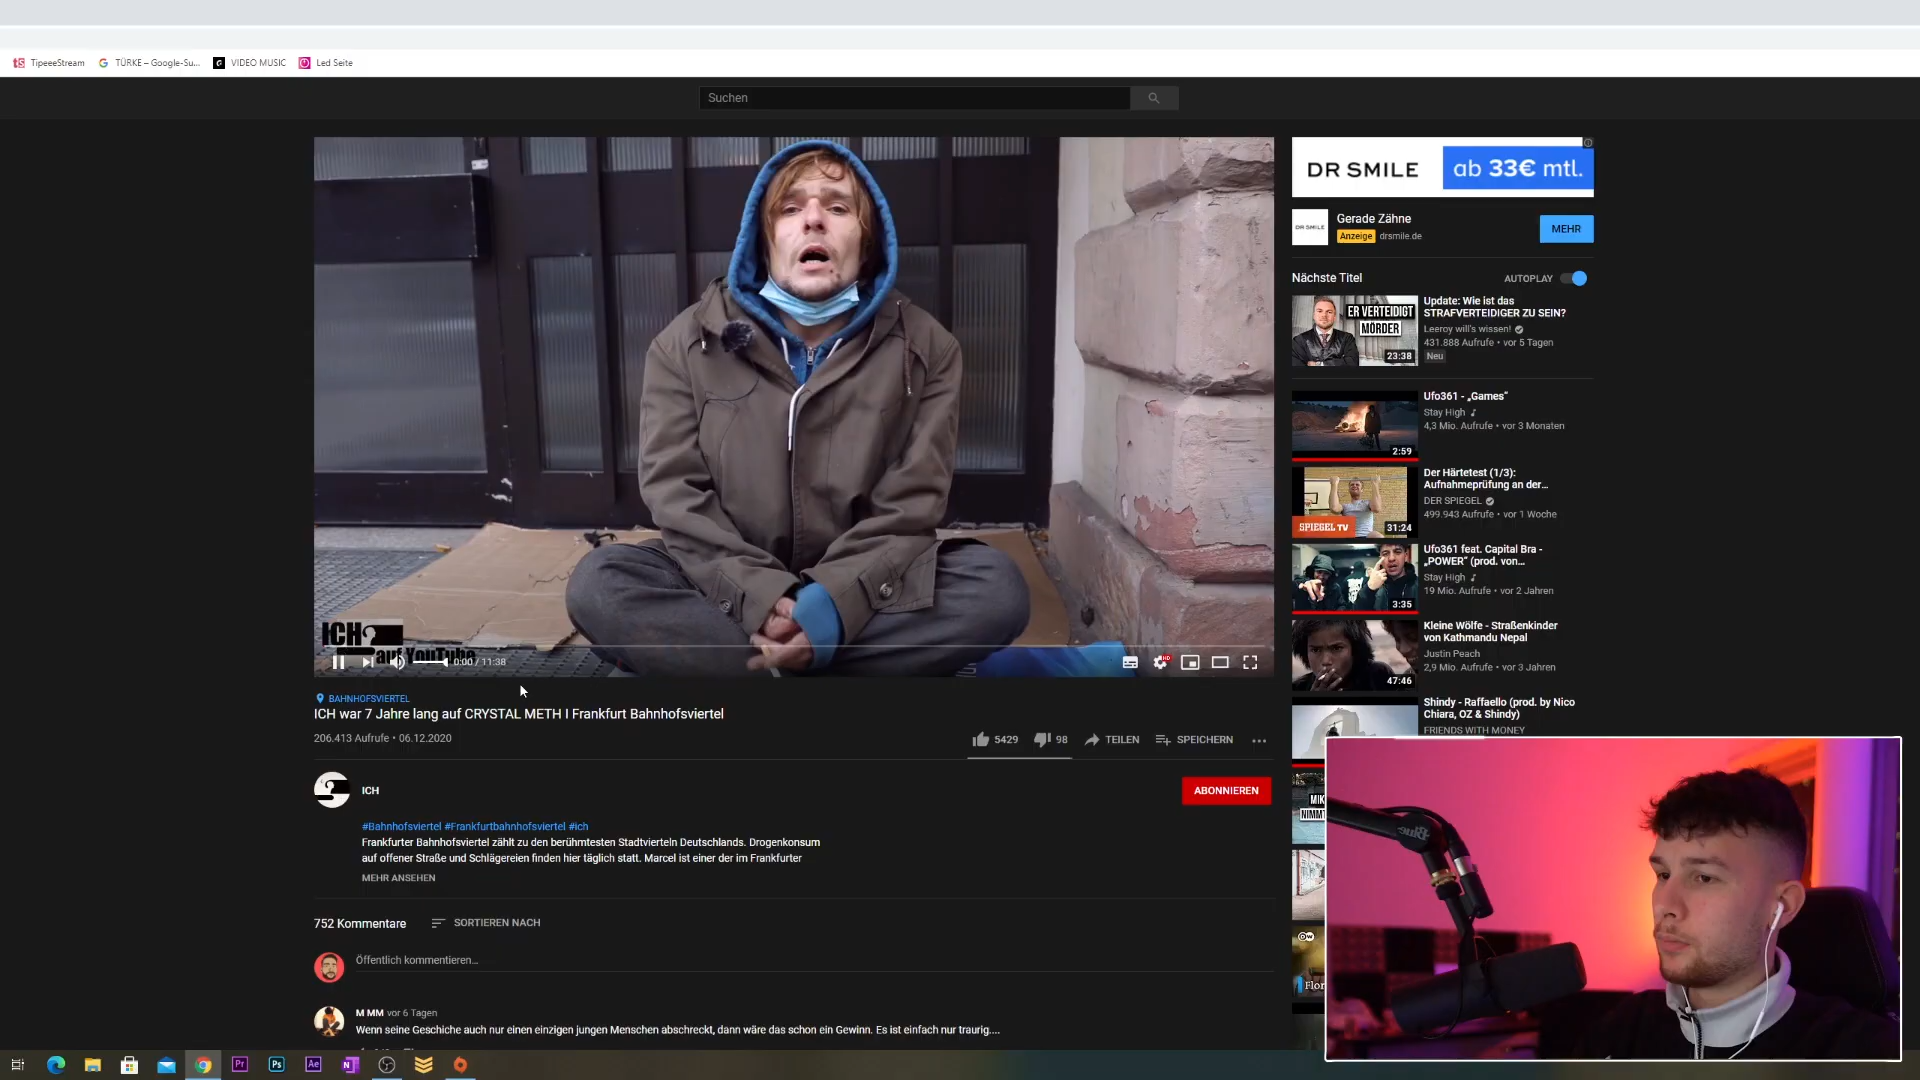 TipeeeStream
TÜRKE – Google-Su...
VIDEO MUSIC
Led Seite
Suchen
ICH
auf YouTube
0:00 / 11:38
BAHNHOFSVIERTEL
ICH war 7 Jahre lang auf CRYSTAL METH I Frankfurt Bahnhofsviertel
206.413 Aufrufe • 06.12.2020
5429
98
TEILEN
SPEICHERN
ICH
ABONNIEREN
#Bahnhofsviertel #Frankfurtbahnhofsviertel #ich
Frankfurter Bahnhofsviertel zählt zu den berühmtesten Stadtvierteln Deutschlands. Drogenkonsum
auf offener Straße und Schlägereien finden hier täglich statt. Marcel ist einer der im Frankfurter
MEHR ANSEHEN
752 Kommentare
SORTIEREN NACH
Öffentlich kommentieren...
M MM vor 6 Tagen
Wenn seine Geschiche auch nur einen einzigen jungen Menschen abschreckt, dann wäre das schon ein Gewinn. Es ist einfach nur traurig....
DR SMILE
ab 33€ mtl.
DR SMILE
Gerade Zähne
Anzeige drsmile.de
MEHR
Nächste Titel
AUTOPLAY
ER VERTEIDIGT
MÖRDER
23:38
Update: Wie ist das
STRAFVERTEIDIGER ZU SEIN?
Leeroy will's wissen!
431.888 Aufrufe • vor 5 Tagen
Neu
2:59
Ufo361 - „Games“
Stay High
4,3 Mio. Aufrufe • vor 3 Monaten
SPIEGEL TV
31:24
Der Härtetest (1/3):
Aufnahmeprüfung an der...
DER SPIEGEL
499.943 Aufrufe • vor 1 Woche
3:35
Ufo361 feat. Capital Bra -
„POWER“ (prod. von...
Stay High
19 Mio. Aufrufe • vor 2 Jahren
47:46
Kleine Wölfe - Straßenkinder
von Kathmandu Nepal
Justin Peach
2,9 Mio. Aufrufe • vor 3 Jahren
Shindy - Raffaello (prod. by Nico
Chiara, OZ & Shindy)
FRIENDS WITH MONEY
MIK
NIMMT
DW
Flor
Pr
Ps
Ae
N